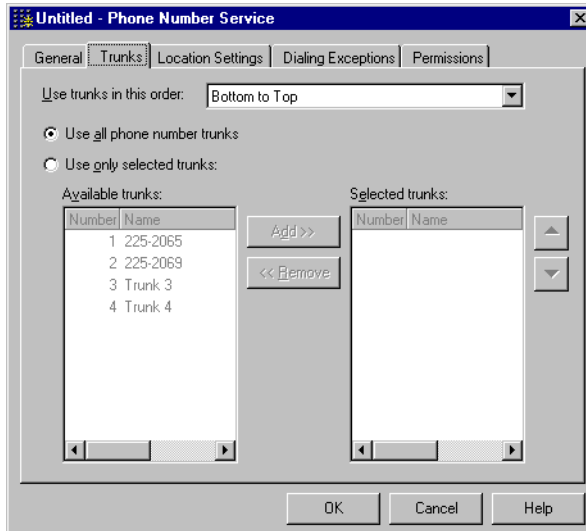 Untitled - Phone Number Service
General Trunks Location Settings Dialing Exceptions Permissions
Use trunks in this order: Bottom to Top
Use all phone number trunks
Use only selected trunks:
Available trunks: Selected trunks:
Number Name Add >> Number Name
1 225-2065
2 225-2069 << Remove
3 Trunk 3
4 Trunk 4
OK Cancel Help